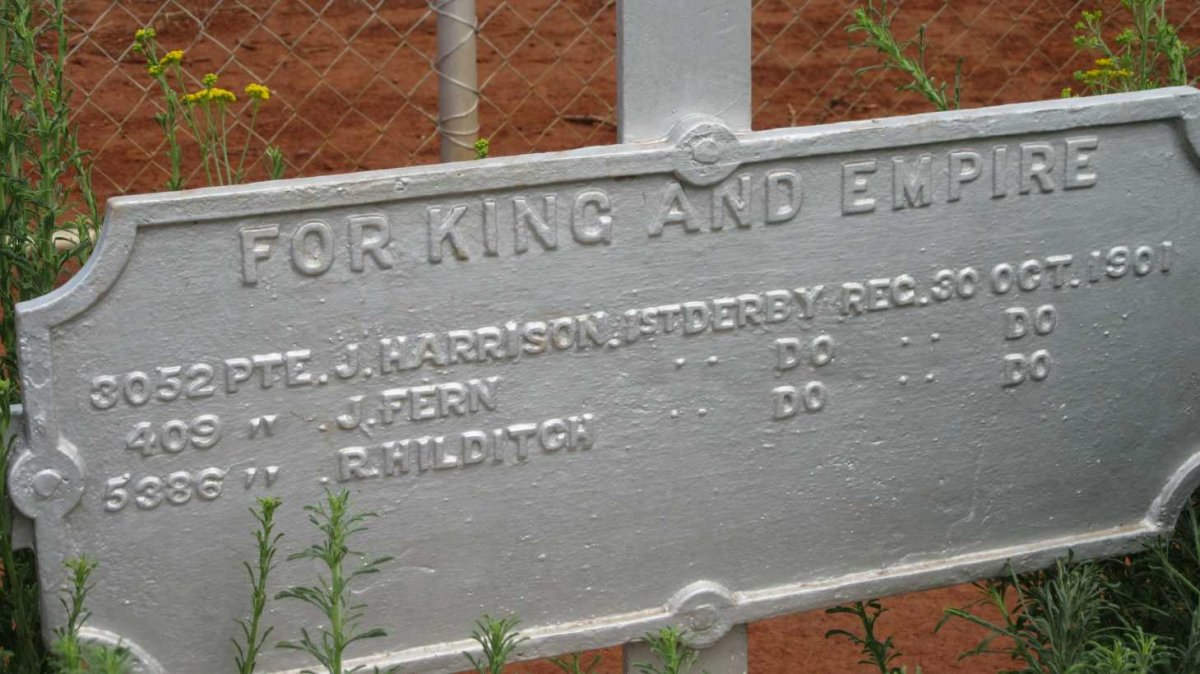 FOR KING AND EMPIRE
3052 PTE. J. HARRISON. 1ST DERBY REG. 30 OCT. 1901
409 " . J. FERN .. DO .. DO
5386 " . R. HILDITCH .. DO .. DO